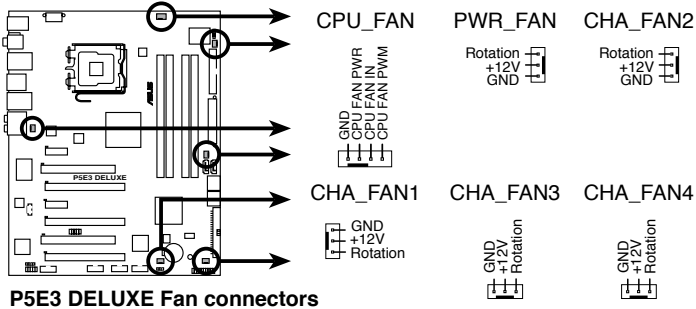 CPU_FAN
GND
CPU FAN PWR
CPU FAN IN
CPU FAN PWM
PWR_FAN
Rotation
+12V
GND
CHA_FAN2
Rotation
+12V
GND
ASUS
P5E3 DELUXE
CHA_FAN1
GND
+12V
Rotation
CHA_FAN3
GND
+12V
Rotation
CHA_FAN4
GND
+12V
Rotation
P5E3 DELUXE Fan connectors